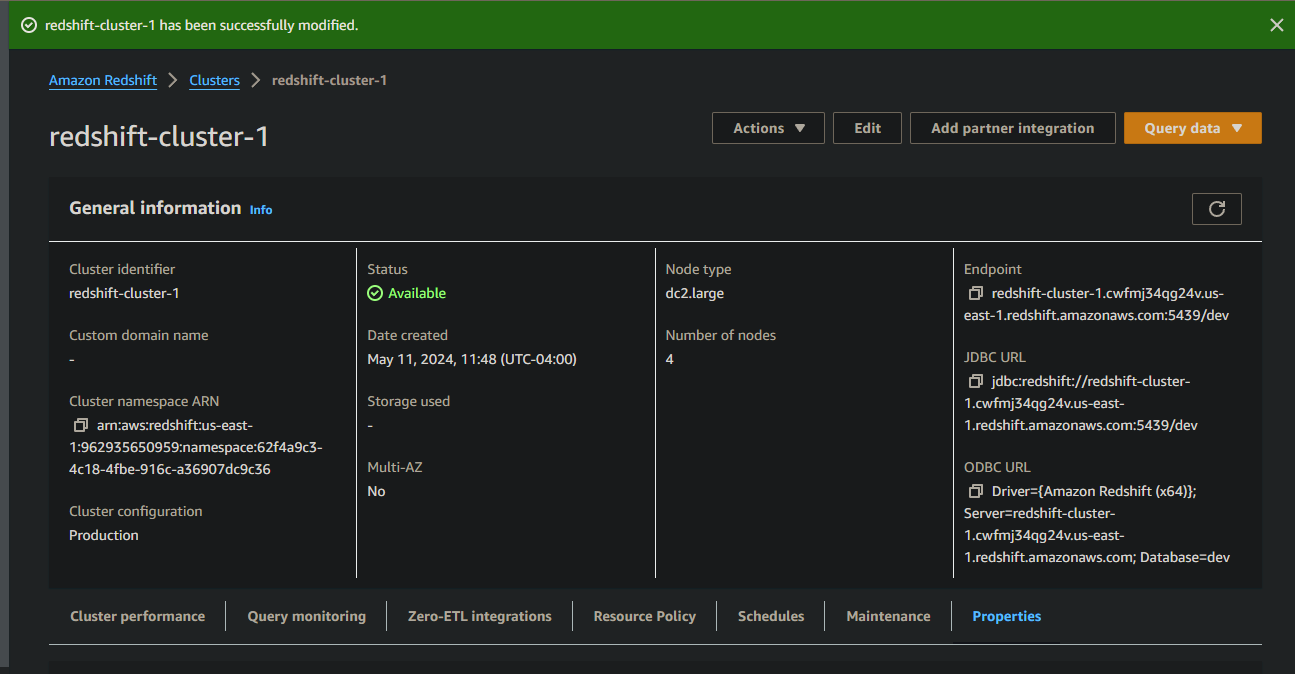 redshift-cluster-1 has been successfully modified.
Amazon Redshift > Clusters > redshift-cluster-1
redshift-cluster-1
Actions
Edit
Add partner integration
Query data
General information Info
Cluster identifier
redshift-cluster-1
Custom domain name
-
Cluster namespace ARN
arn:aws:redshift:us-east-
1:962935650959:namespace:62f4a9c3-
4c18-4fbe-916c-a36907dc9c36
Cluster configuration
Production
Status
Available
Date created
May 11, 2024, 11:48 (UTC-04:00)
Storage used
-
Multi-AZ
No
Node type
dc2.large
Number of nodes
4
Endpoint
redshift-cluster-1.cwfmj34qg24v.us-
east-1.redshift.amazonaws.com:5439/dev
JDBC URL
jdbc:redshift://redshift-cluster-
1.cwfmj34qg24v.us-east-
1.redshift.amazonaws.com:5439/dev
ODBC URL
Driver={Amazon Redshift (x64)};
Server=redshift-cluster-
1.cwfmj34qg24v.us-east-
1.redshift.amazonaws.com; Database=dev
Cluster performance
Query monitoring
Zero-ETL integrations
Resource Policy
Schedules
Maintenance
Properties